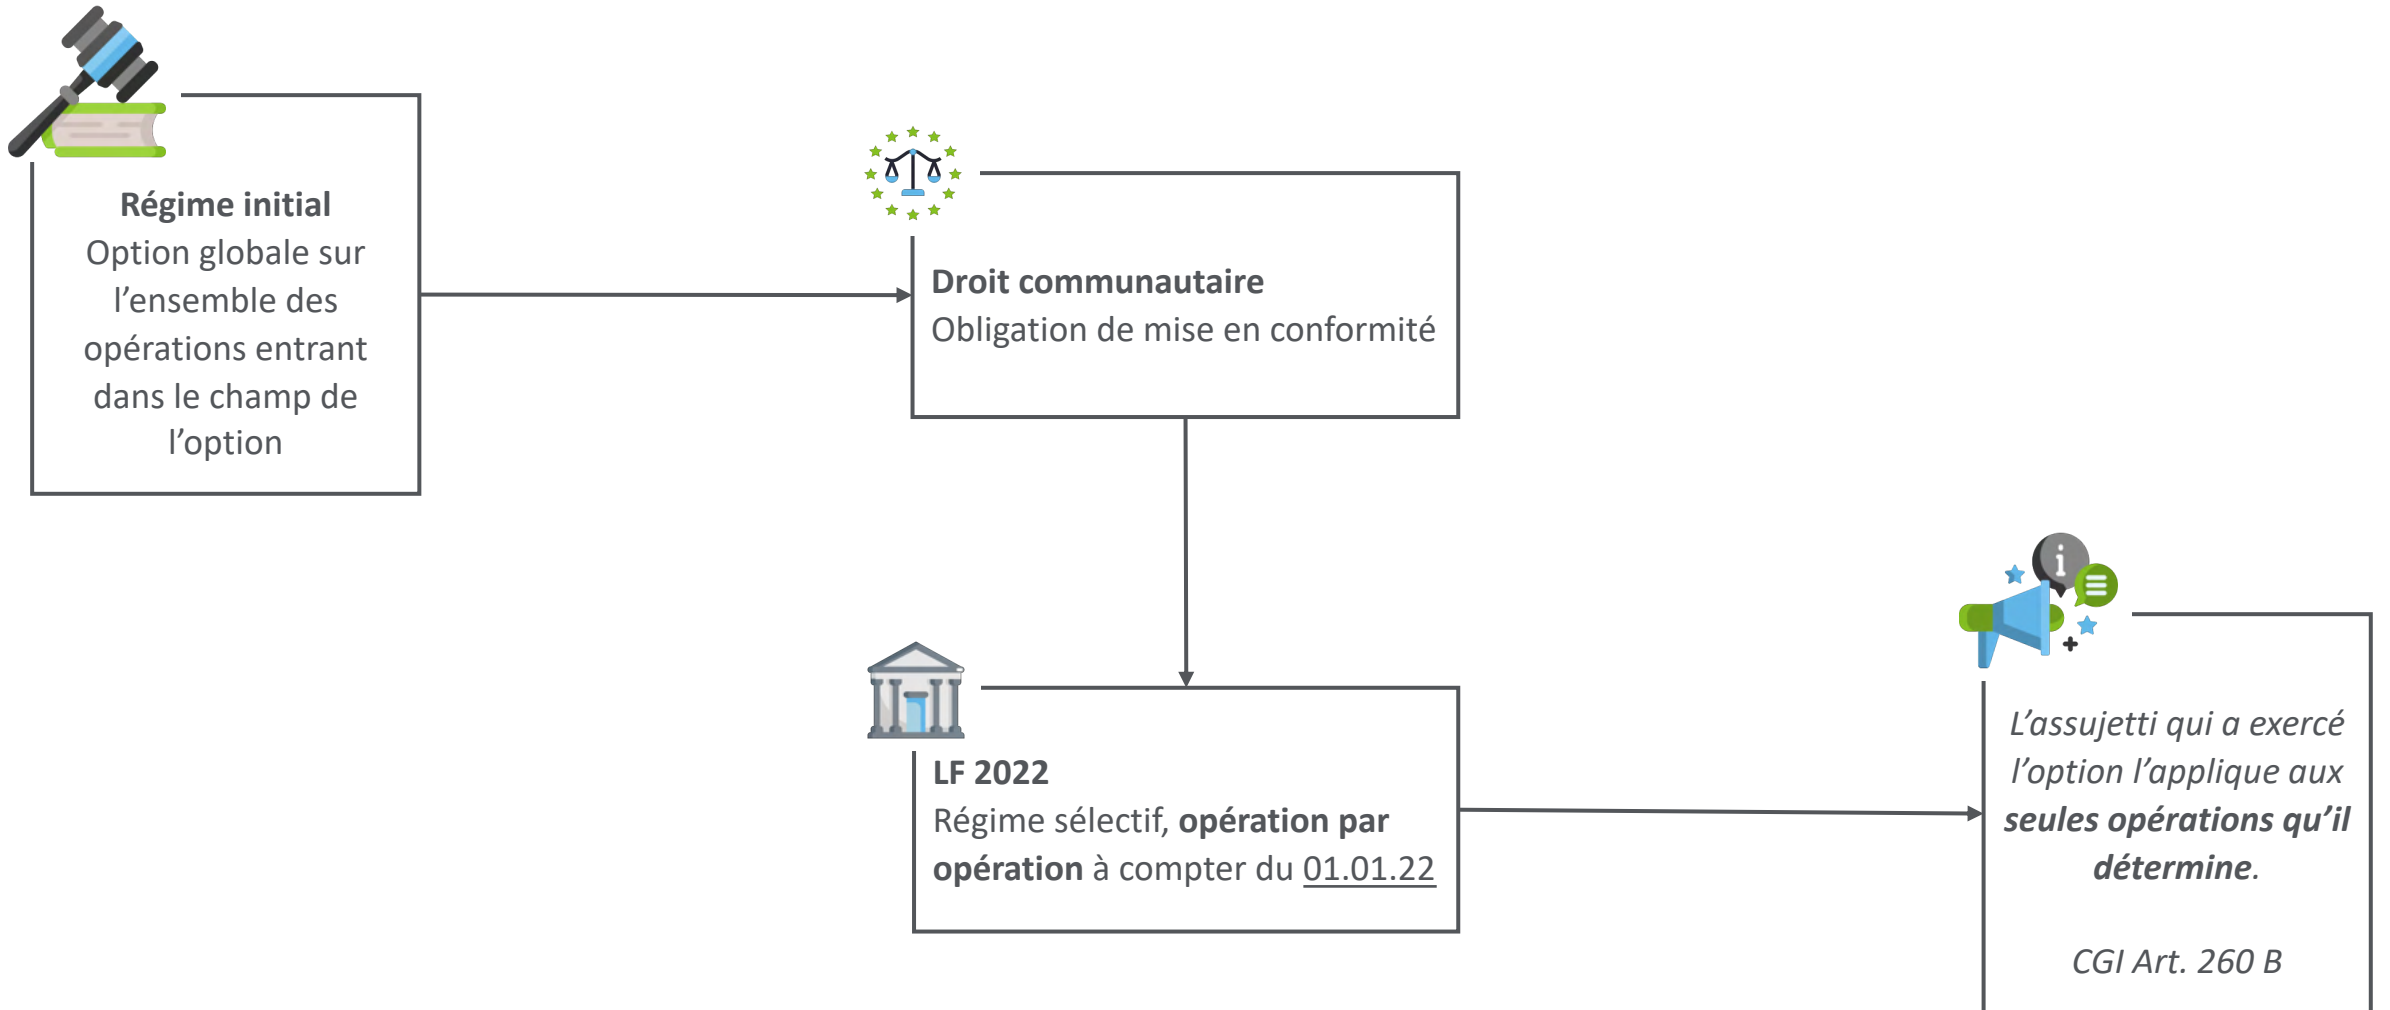 Régime initial
Option globale sur
l’ensemble des
opérations entrant
dans le champ de
l’option
Droit communautaire
Obligation de mise en conformité
LF 2022
Régime sélectif, opération par
opération à compter du 01.01.22
i
L’assujetti qui a exercé
l’option l’applique aux
seules opérations qu’il
détermine.
CGI Art. 260 B